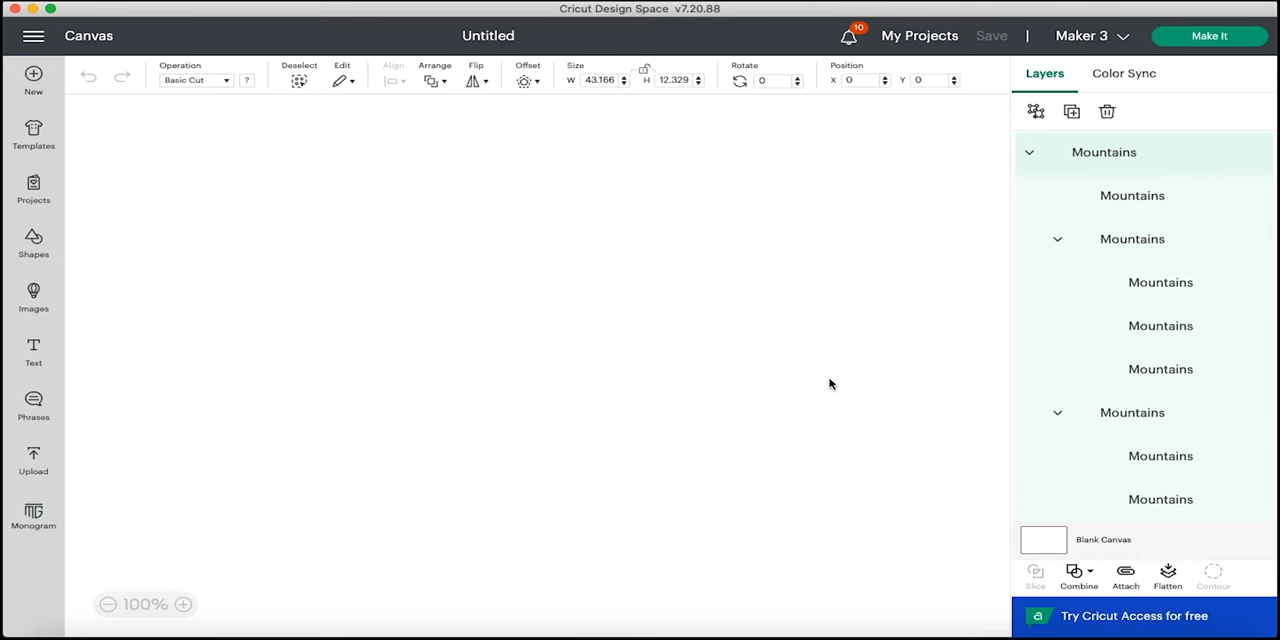 Cricut Design Space v7.20.88
Canvas
Untitled
10
My Projects
Save
|
Maker 3
Make It
New
Templates
Projects
Shapes
Images
Text
Phrases
Upload
Monogram
Operation
Basic Cut
?
Deselect
Edit
Align
Arrange
Flip
Offset
Size
W 43.166
H 12.329
Rotate
0
Position
X 0
Y 0
Layers
Color Sync
Mountains
Mountains
Mountains
Mountains
Mountains
Mountains
Mountains
Mountains
Mountains
Blank Canvas
Slice
Combine
Attach
Flatten
Contour
a
Try Cricut Access for free
100%